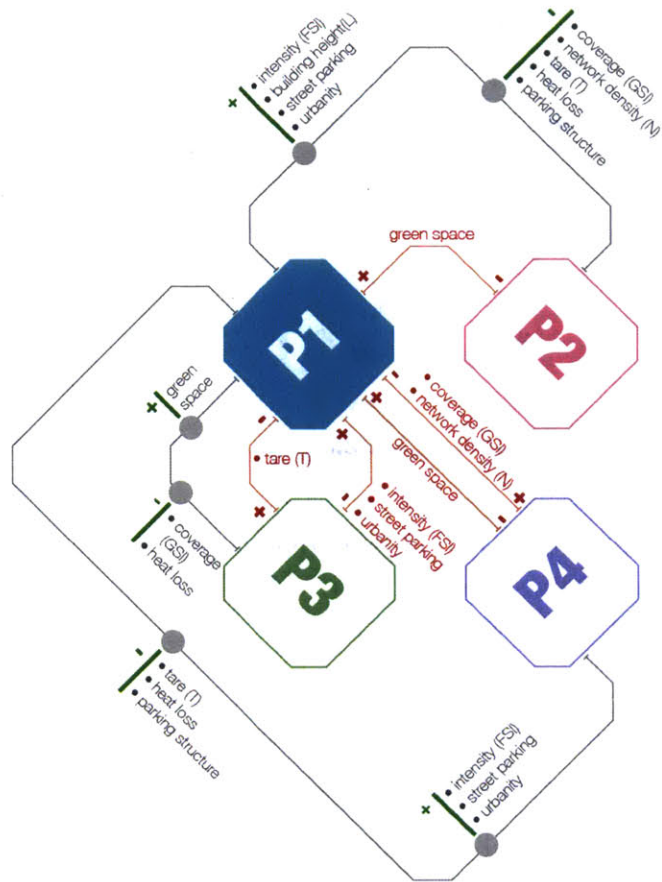 +
• intensity (FSI)
• building height(L)
• street parking
• urbanity
-
• coverage (GSI)
• network density (N)
• tare (T)
• heat loss
• parking structure
green space
+
-
P1
P2
+
green
space
-
• coverage
(GSI)
• heat loss
-
• tare (T)
+
+
-
• intensity (FSI)
• street parking
• urbanity
-
• coverage (GSI)
• network density (N)
+
+
green space
-
P3
P4
-
• tare (T)
• heat loss
• parking structure
+
• intensity (FSI)
• street parking
• urbanity